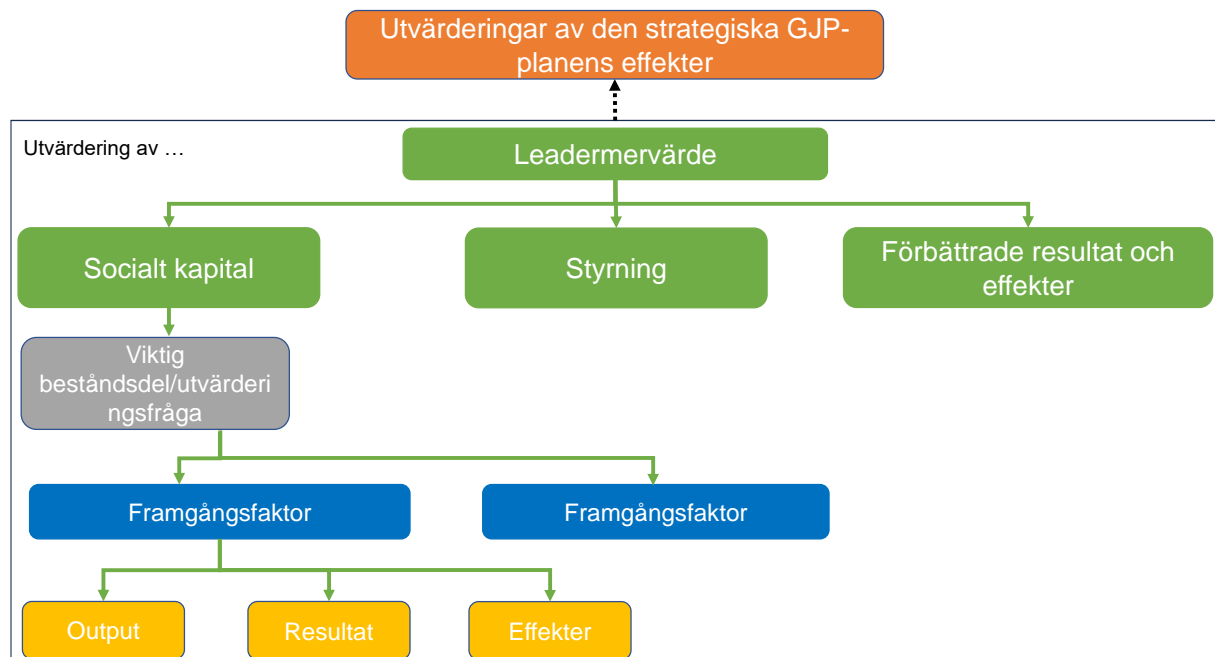 Utvärderingar av den strategiska GJP-
planens effekter
Utvärdering av …
Leadermervärde
Socialt kapital
Styrning
Förbättrade resultat och
effekter
Viktig
beståndsdel/utvärderi
ngsfråga
Framgångsfaktor
Framgångsfaktor
Output
Resultat
Effekter